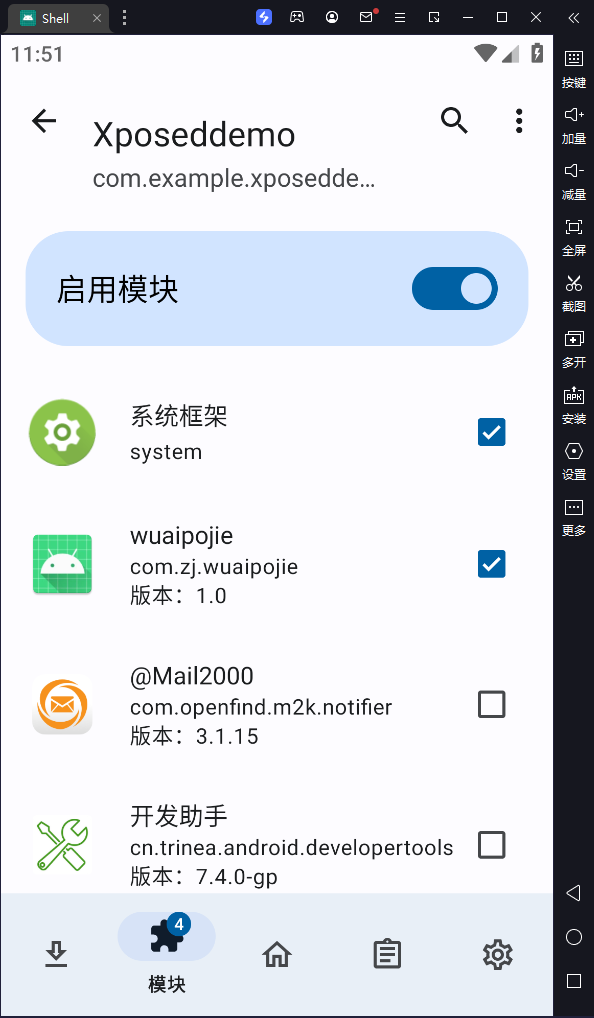 Shell
11:51
Xposeddemo
com.example.xposedde…
启用模块
系统框架
system
wuaipojie
com.zj.wuaipojie
版本：1.0
@Mail2000
com.openfind.m2k.notifier
版本：3.1.15
开发助手
cn.trinea.android.developertools
版本：7.4.0-gp
4
模块
按键
加量
减量
全屏
截图
多开
APK
安装
设置
更多